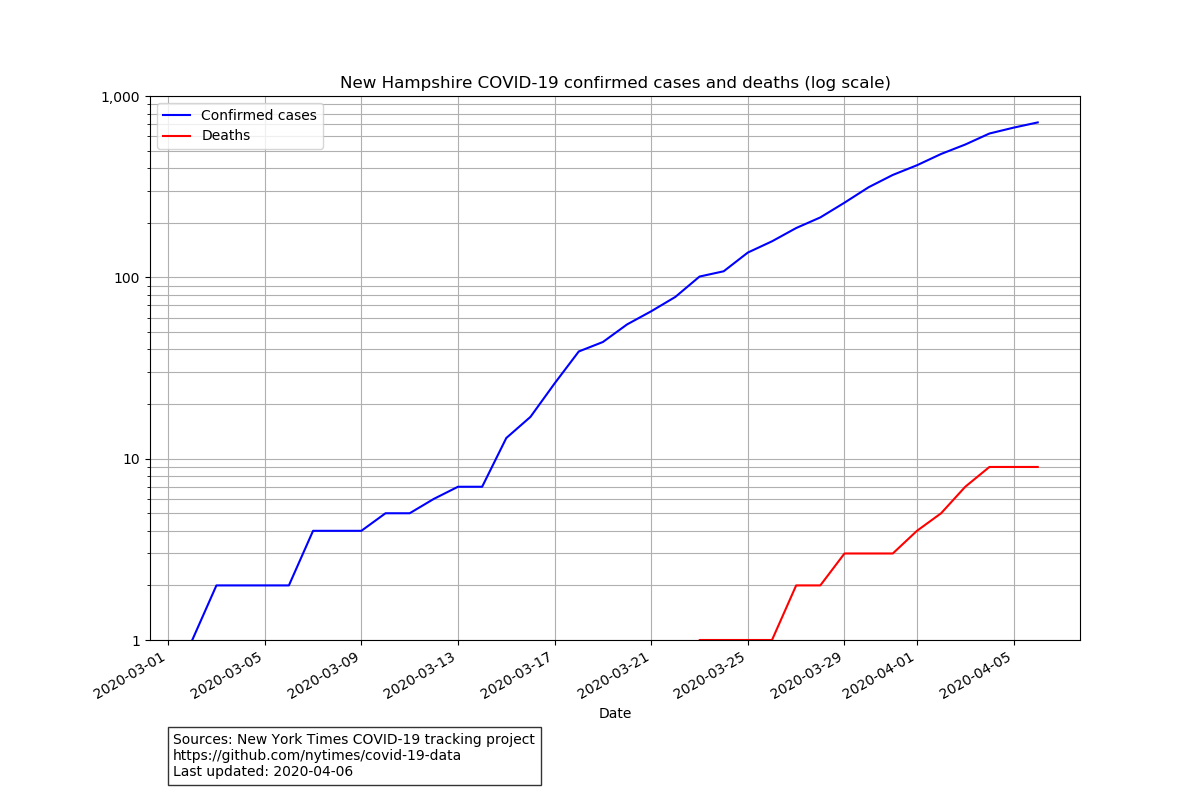 New Hampshire COVID-19 confirmed cases and deaths (log scale)
1,000
100
10
1
Confirmed cases
Deaths
2020-03-01
2020-03-05
2020-03-09
2020-03-13
2020-03-17
2020-03-21
2020-03-25
2020-03-29
2020-04-01
2020-04-05
Date
Sources: New York Times COVID-19 tracking project
https://github.com/nytimes/covid-19-data
Last updated: 2020-04-06